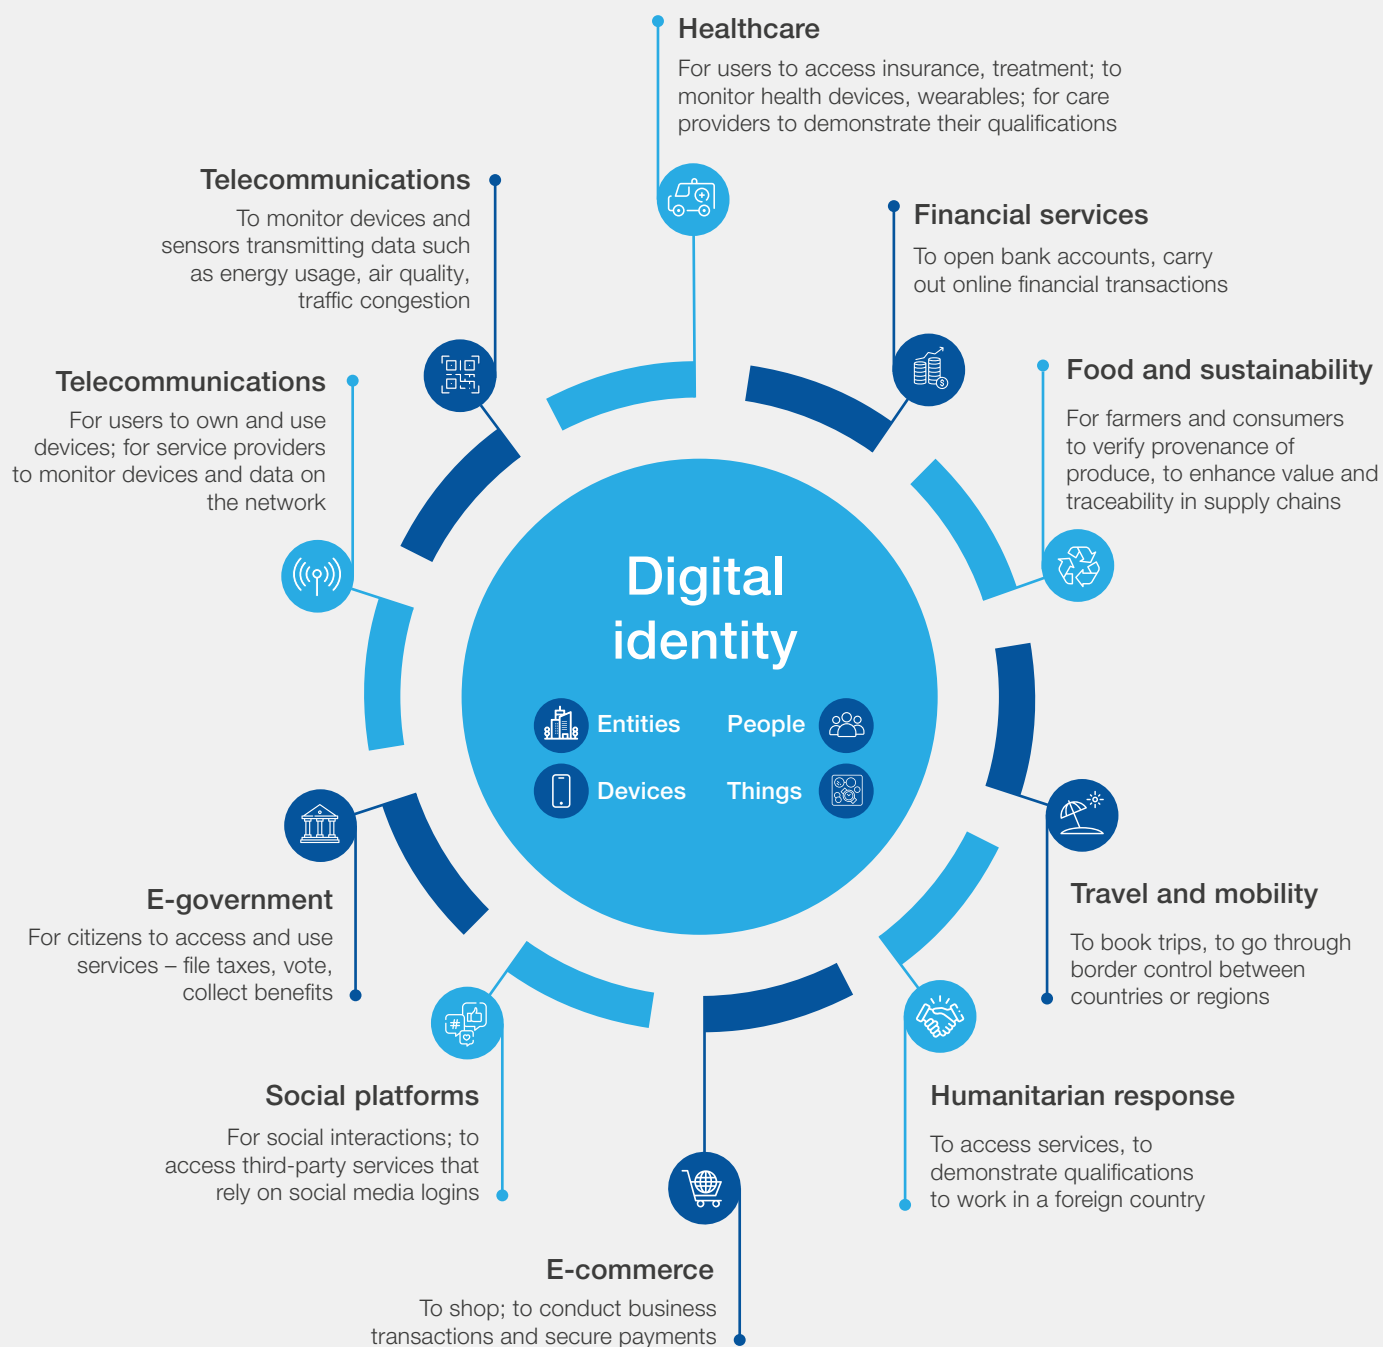 Healthcare
For users to access insurance, treatment; to
monitor health devices, wearables; for care
providers to demonstrate their qualifications
Financial services
To open bank accounts, carry
out online financial transactions
Food and sustainability
For farmers and consumers
to verify provenance of
produce, to enhance value and
traceability in supply chains
Travel and mobility
To book trips, to go through
border control between
countries or regions
Humanitarian response
To access services, to
demonstrate qualifications
to work in a foreign country
E-commerce
To shop; to conduct business
transactions and secure payments
Social platforms
For social interactions; to
access third-party services that
rely on social media logins
E-government
For citizens to access and use
services – file taxes, vote,
collect benefits
Telecommunications
For users to own and use
devices; for service providers
to monitor devices and data on
the network
Telecommunications
To monitor devices and
sensors transmitting data such
as energy usage, air quality,
traffic congestion
Digital
identity
Entities People
Devices Things